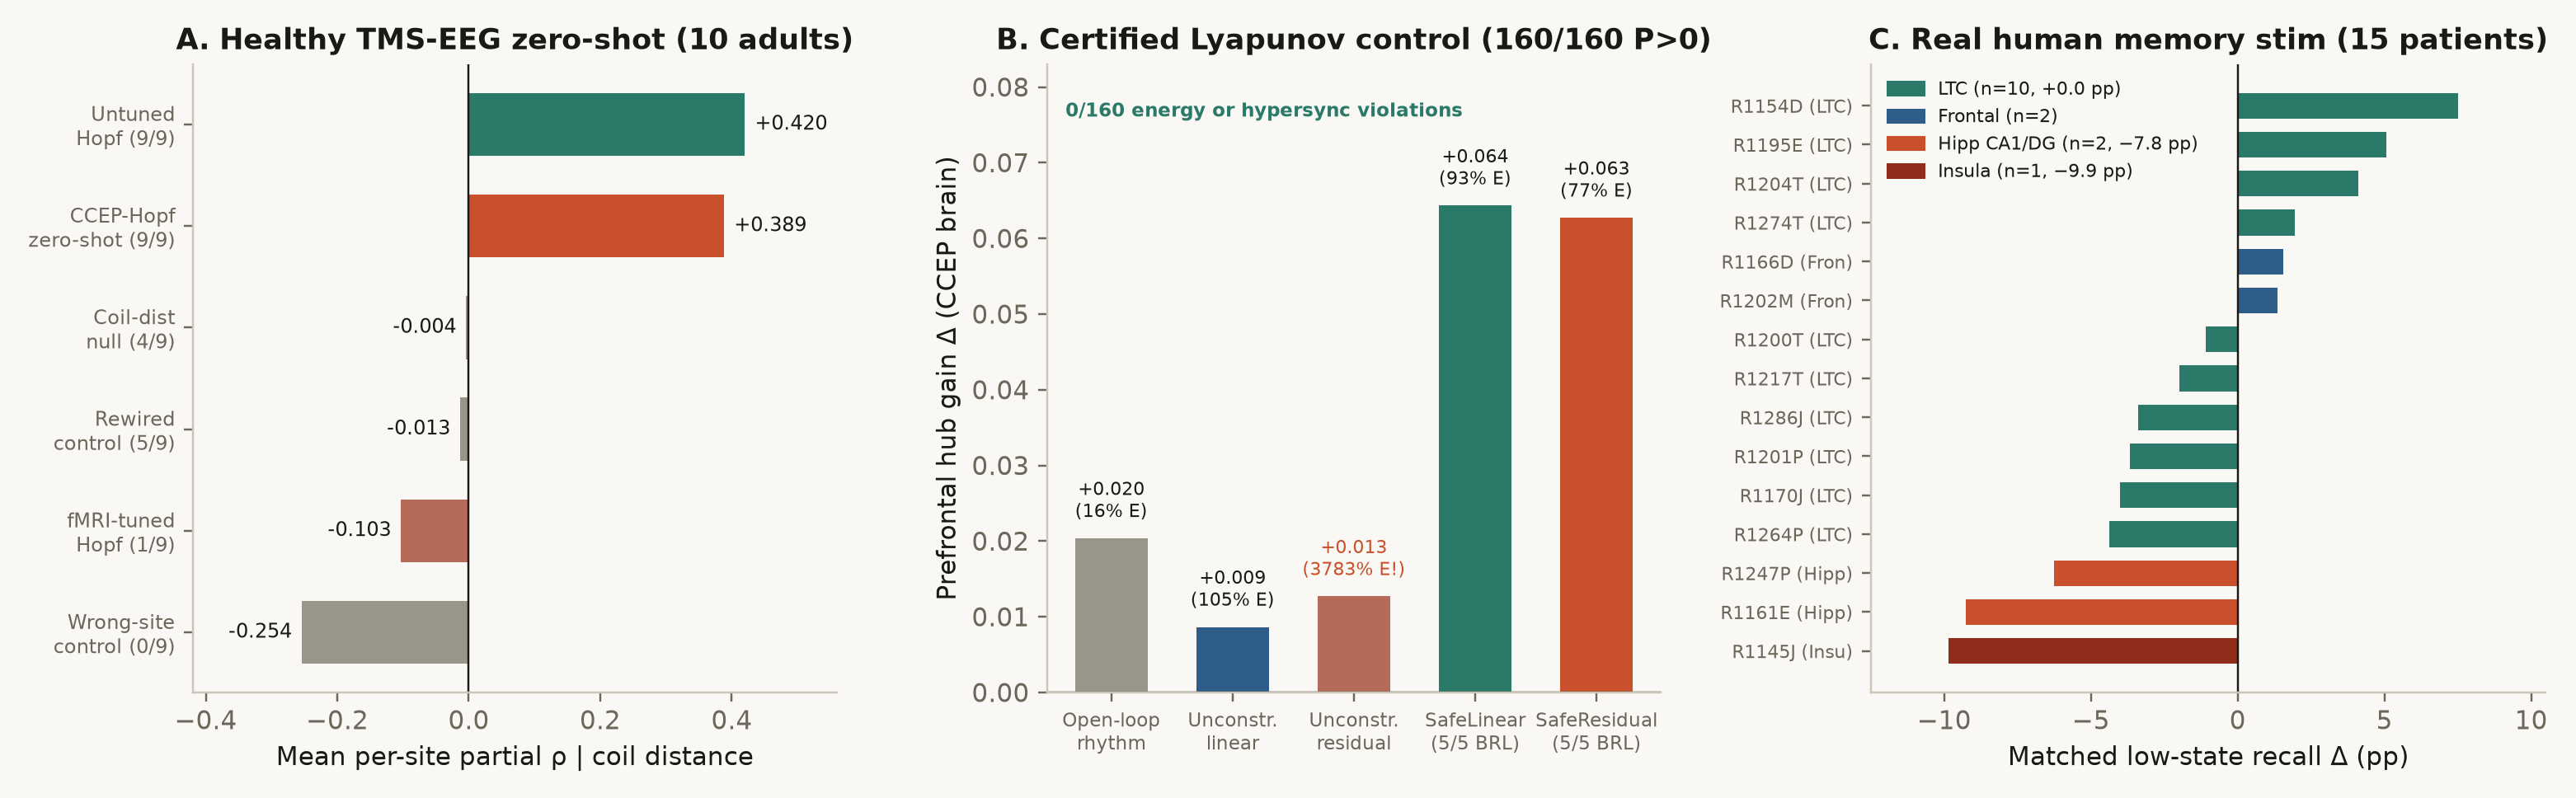 A. Healthy TMS-EEG zero-shot (10 adults)
Untuned
Hopf (9/9)
+0.420
CCEP-Hopf
zero-shot (9/9)
+0.389
Coil-dist
null (4/9)
-0.004
Rewired
control (5/9)
-0.013
fMRI-tuned
Hopf (1/9)
-0.103
Wrong-site
control (0/9)
-0.254
−0.4
−0.2
0.0
0.2
0.4
Mean per-site partial ρ | coil distance
B. Certified Lyapunov control (160/160 P>0)
Prefrontal hub gain Δ (CCEP brain)
0.08
0.07
0.06
0.05
0.04
0.03
0.02
0.01
0.00
0/160 energy or hypersync violations
+0.020
(16% E)
+0.009
(105% E)
+0.013
(3783% E!)
+0.064
(93% E)
+0.063
(77% E)
Open-loop
rhythm
Unconstr.
linear
Unconstr.
residual
SafeLinear
(5/5 BRL)
SafeResidual
(5/5 BRL)
C. Real human memory stim (15 patients)
LTC (n=10, +0.0 pp)
Frontal (n=2)
Hipp CA1/DG (n=2, −7.8 pp)
Insula (n=1, −9.9 pp)
R1154D (LTC)
R1195E (LTC)
R1204T (LTC)
R1274T (LTC)
R1166D (Fron)
R1202M (Fron)
R1200T (LTC)
R1217T (LTC)
R1286J (LTC)
R1201P (LTC)
R1170J (LTC)
R1264P (LTC)
R1247P (Hipp)
R1161E (Hipp)
R1145J (Insu)
−10
−5
0
5
10
Matched low-state recall Δ (pp)